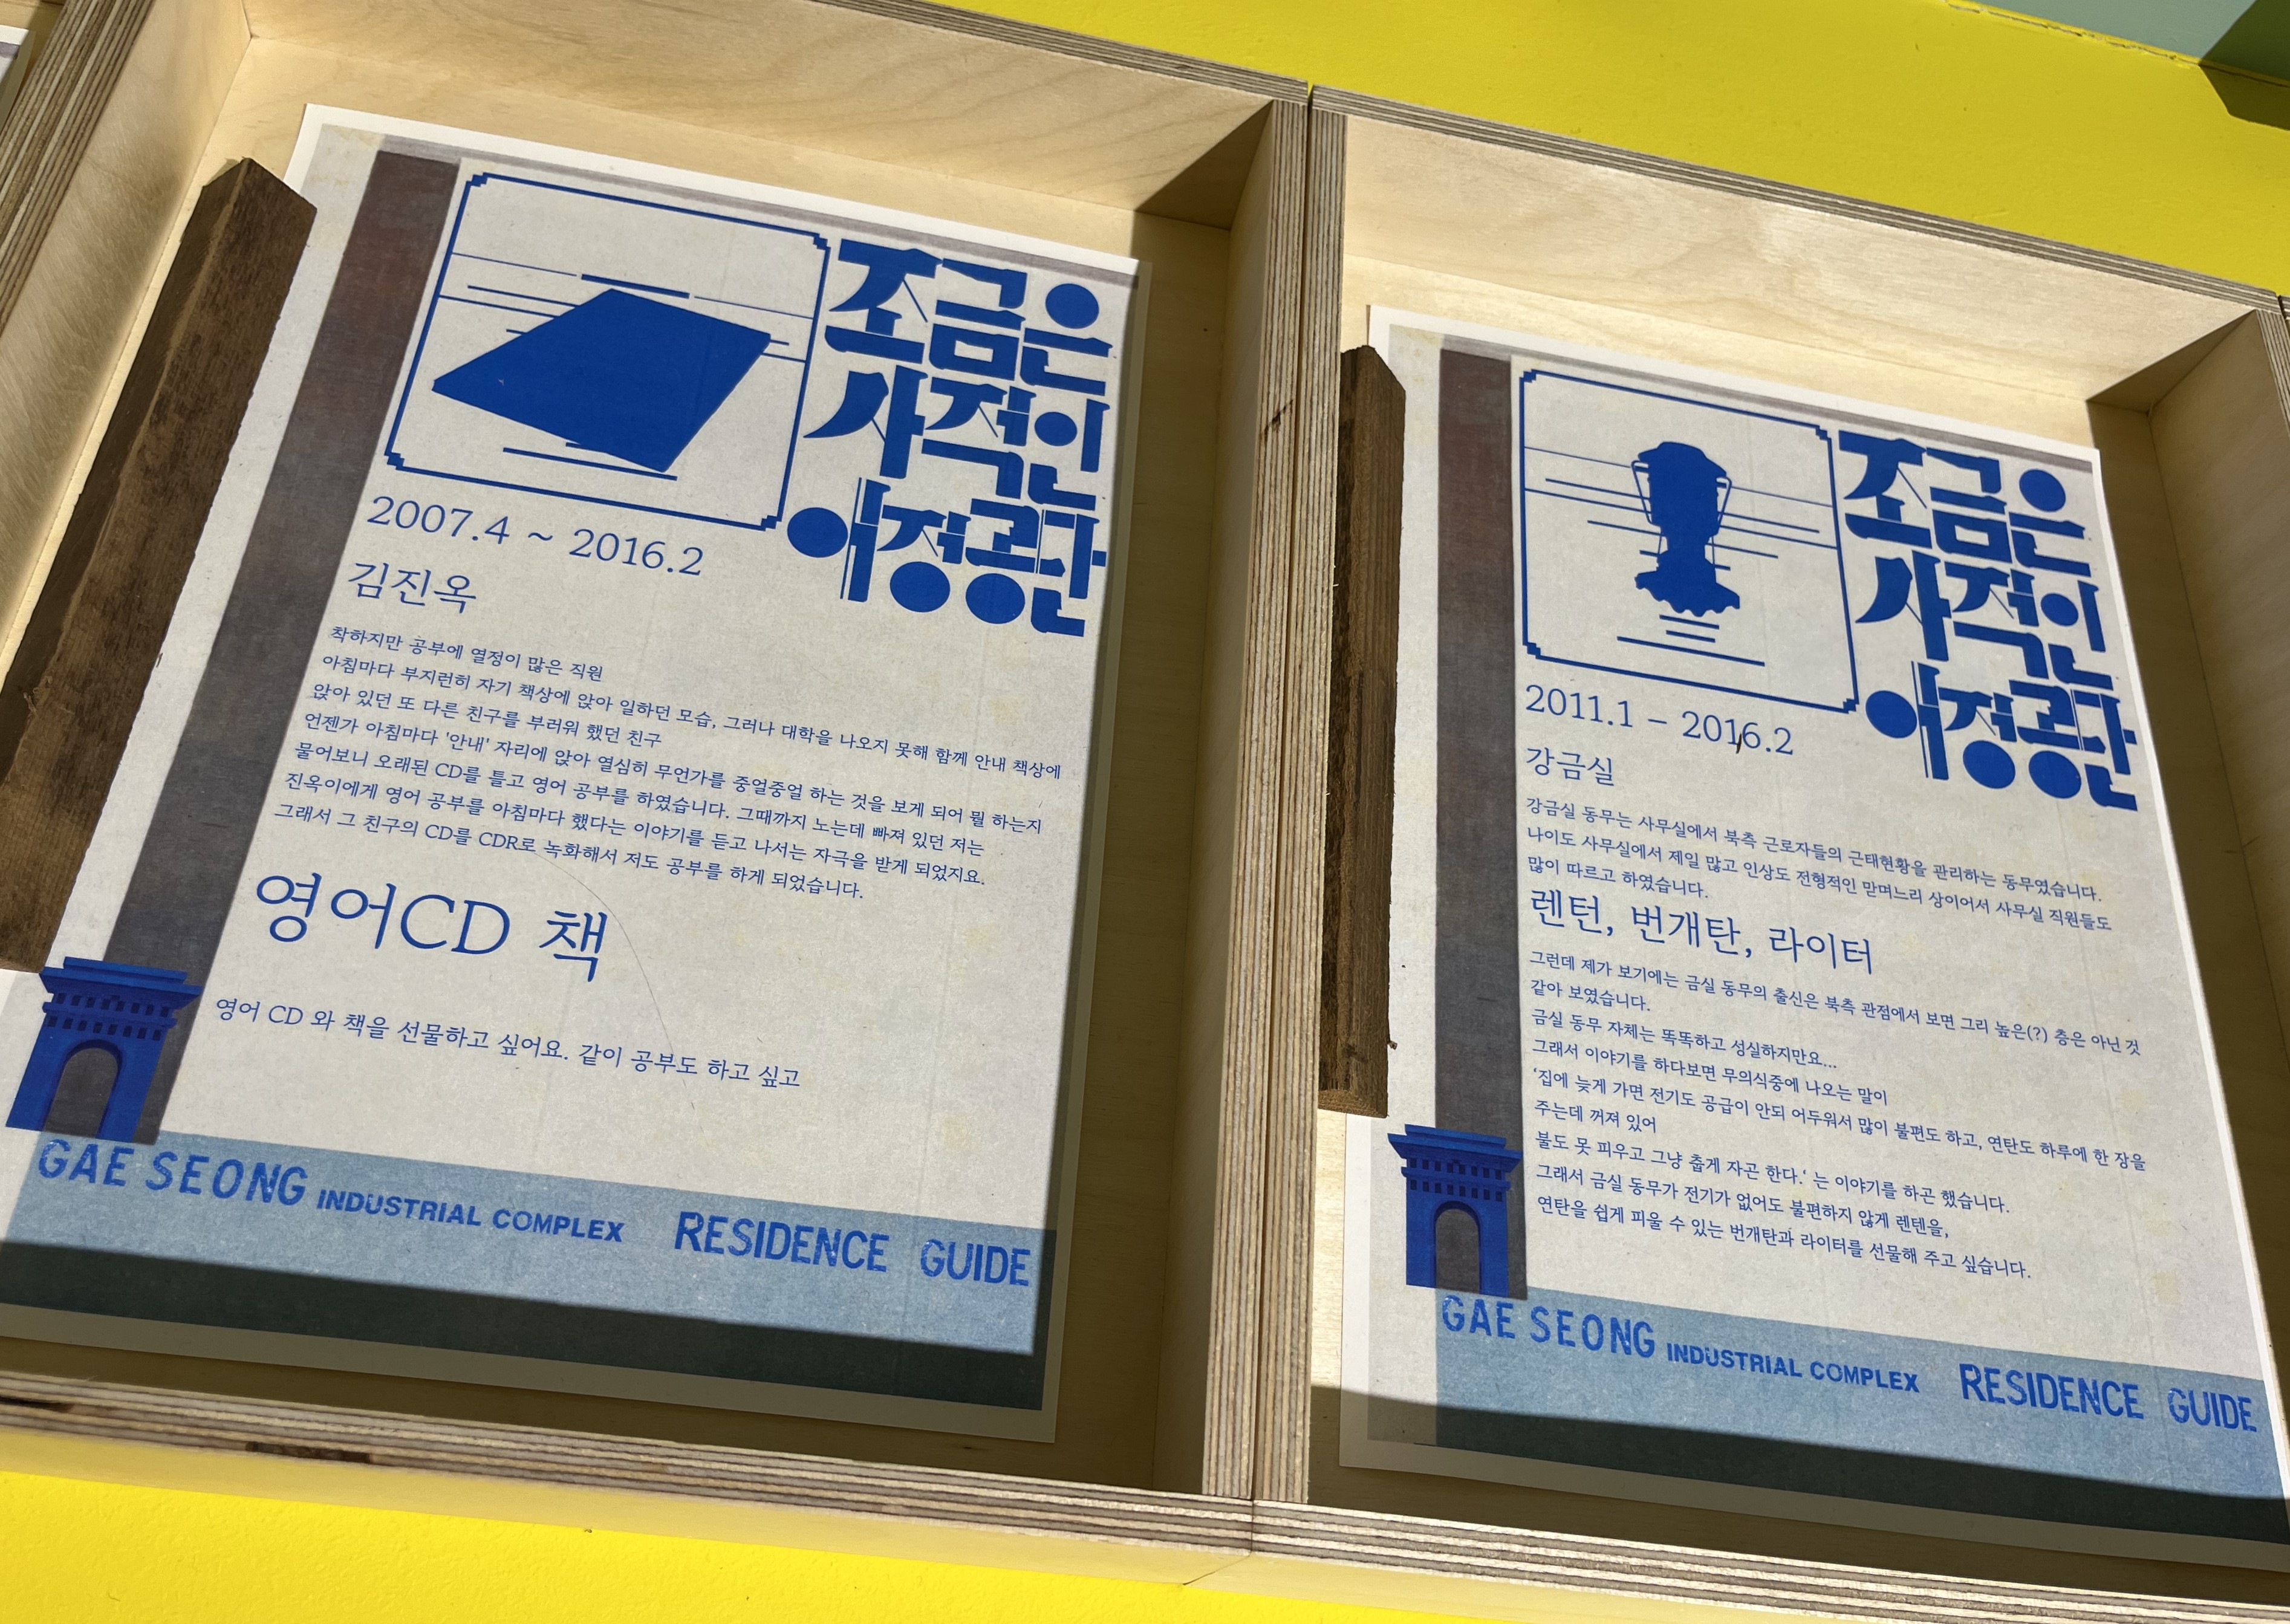 조금은
사적인
여정공단
2007.4 ~ 2016.2
김진옥
착하지만 공부에 열정이 많은 직원
아침마다 부지런히 자기 책상에 앉아 일하던 모습, 그러나 대학을 나오지 못해 함께 안내 책상에
앉아 있던 또 다른 친구를 부러워 했던 친구
언젠가 아침마다 '안내' 자리에 앉아 열심히 무언가를 중얼중얼 하는 것을 보게 되어 뭘 하는지
물어보니 오래된 CD를 틀고 영어 공부를 하였습니다. 그때까지 노는데 빠져 있던 저는
진옥이에게 영어 공부를 아침마다 했다는 이야기를 듣고 나서는 자극을 받게 되었지요.
그래서 그 친구의 CD를 CDR로 녹화해서 저도 공부를 하게 되었습니다.
영어CD 책
영어 CD 와 책을 선물하고 싶어요. 같이 공부도 하고 싶고
GAE SEONG INDUSTRIAL COMPLEX RESIDENCE GUIDE
조금은
사적인
여정공단
2011.1 – 2016.2
강금실
강금실 동무는 사무실에서 북측 근로자들의 근태현황을 관리하는 동무였습니다.
나이도 사무실에서 제일 많고 인상도 전형적인 맏며느리 상이어서 사무실 직원들도
많이 따르고 하였습니다.
렌턴, 번개탄, 라이터
그런데 제가 보기에는 금실 동무의 출신은 북측 관점에서 보면 그리 높은(?) 층은 아닌 것
같아 보였습니다.
금실 동무 자체는 똑똑하고 성실하지만요...
그래서 이야기를 하다보면 무의식중에 나오는 말이
'집에 늦게 가면 전기도 공급이 안되 어두워서 많이 불편도 하고, 연탄도 하루에 한 장을
주는데 꺼져 있어
불도 못 피우고 그냥 춥게 자곤 한다.' 는 이야기를 하곤 했습니다.
그래서 금실 동무가 전기가 없어도 불편하지 않게 렌텐을,
연탄을 쉽게 피울 수 있는 번개탄과 라이터를 선물해 주고 싶습니다.
GAE SEONG INDUSTRIAL COMPLEX RESIDENCE GUIDE